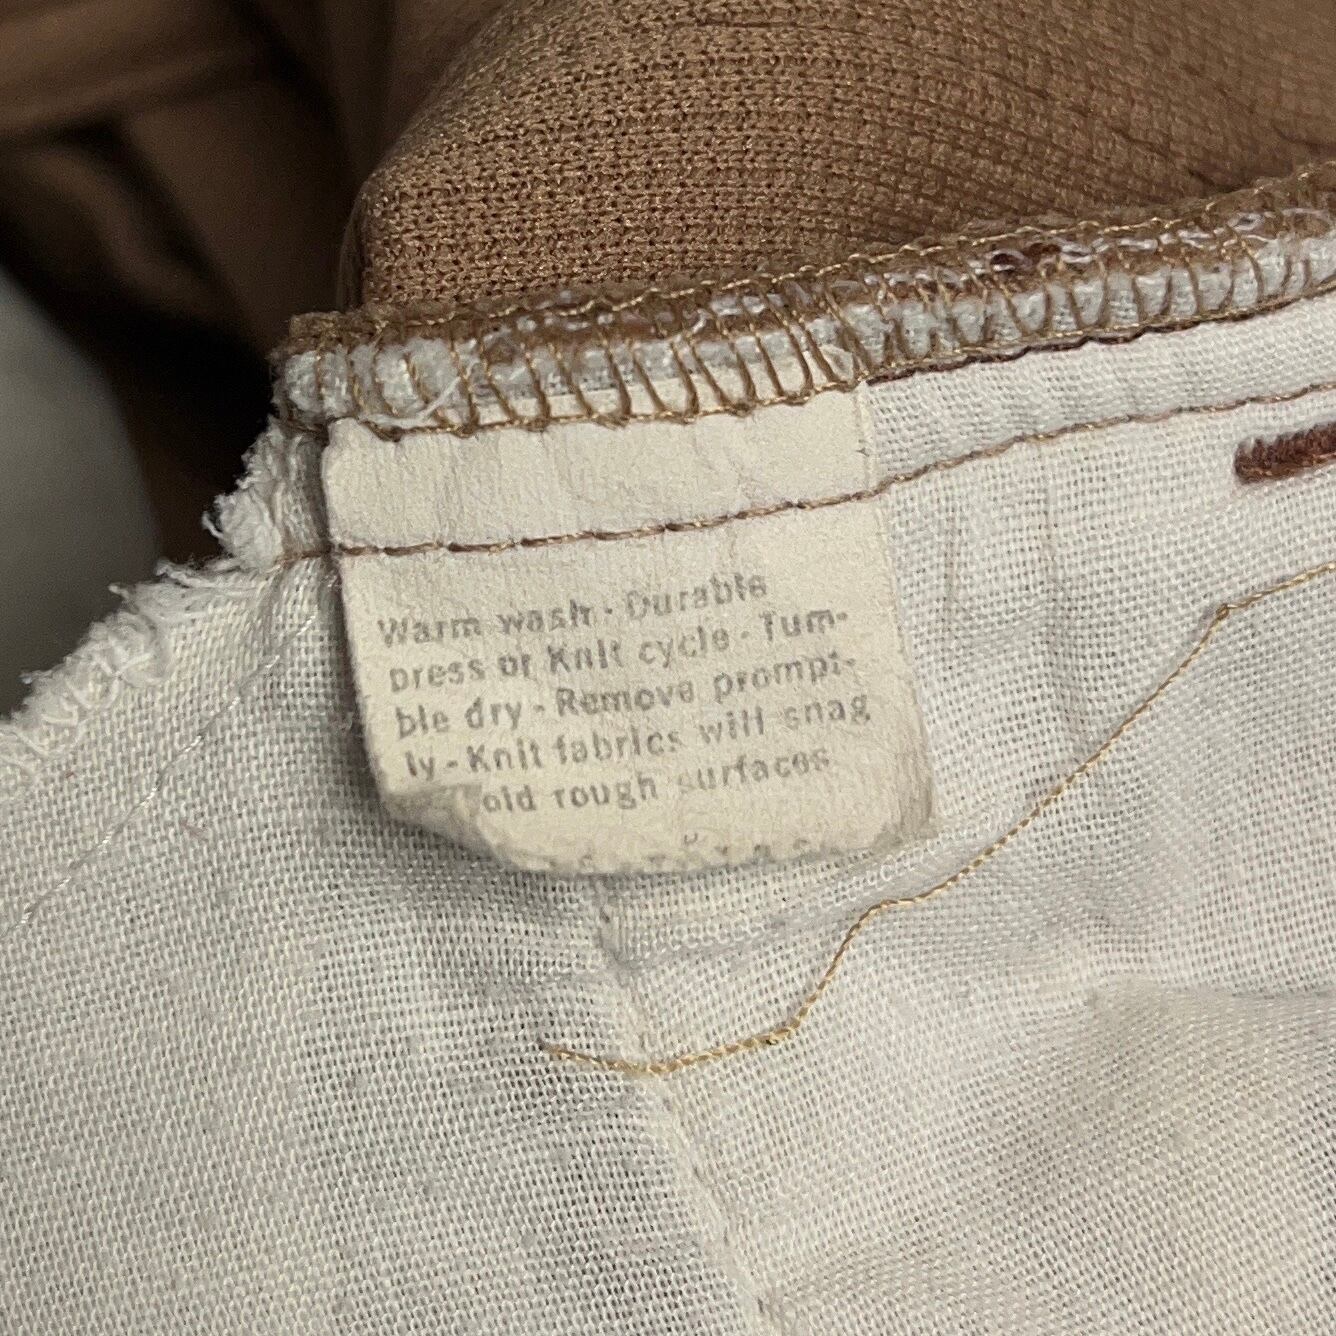 Warm wash - Durable
press or Knit cycle - Tum-
ble dry - Remove prompt-
ly - Knit fabrics will snag
rough surfaces